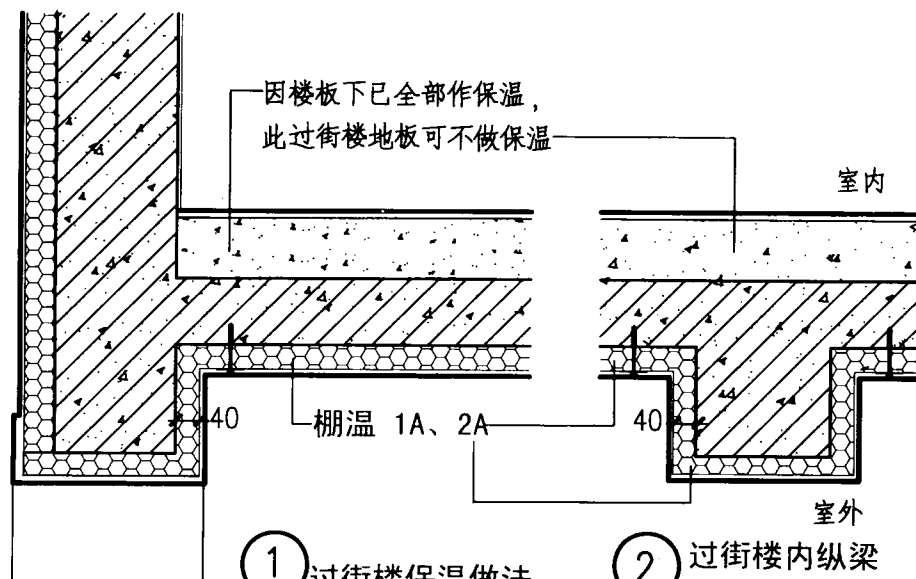 因楼板下已全部作保温，
此过街楼地板可不做保温
室内
40
棚温 1A、2A
40
室外
1 过街楼保温做法
2 过街楼内纵梁